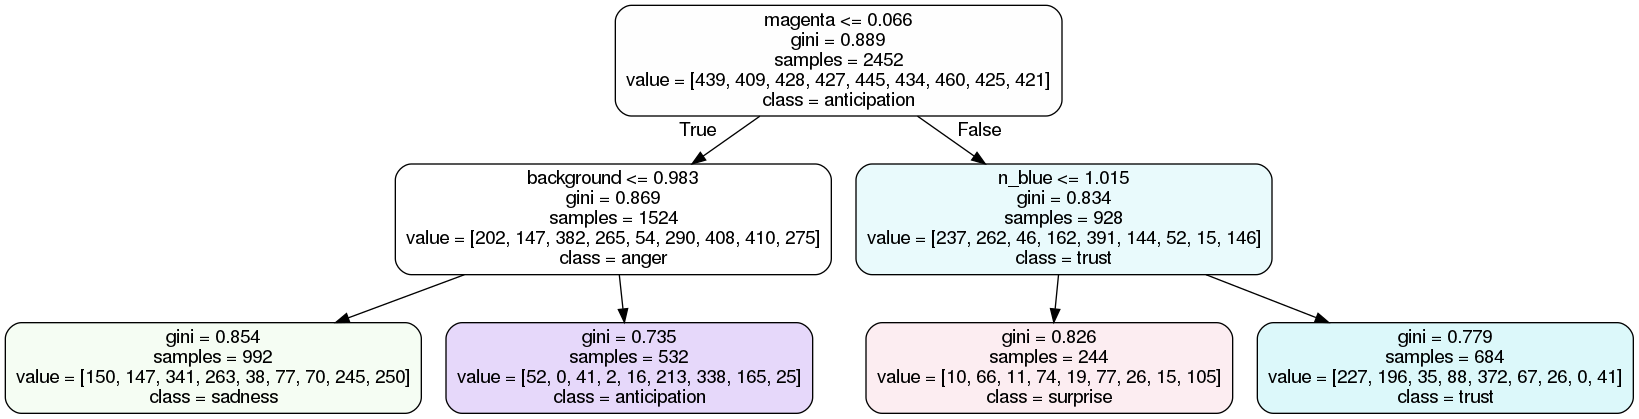 magenta <= 0.066
gini = 0.889
samples = 2452
value = [439, 409, 428, 427, 445, 434, 460, 425, 421]
class = anticipation
True
False
background <= 0.983
gini = 0.869
samples = 1524
value = [202, 147, 382, 265, 54, 290, 408, 410, 275]
class = anger
n_blue <= 1.015
gini = 0.834
samples = 928
value = [237, 262, 46, 162, 391, 144, 52, 15, 146]
class = trust
gini = 0.854
samples = 992
value = [150, 147, 341, 263, 38, 77, 70, 245, 250]
class = sadness
gini = 0.735
samples = 532
value = [52, 0, 41, 2, 16, 213, 338, 165, 25]
class = anticipation
gini = 0.826
samples = 244
value = [10, 66, 11, 74, 19, 77, 26, 15, 105]
class = surprise
gini = 0.779
samples = 684
value = [227, 196, 35, 88, 372, 67, 26, 0, 41]
class = trust